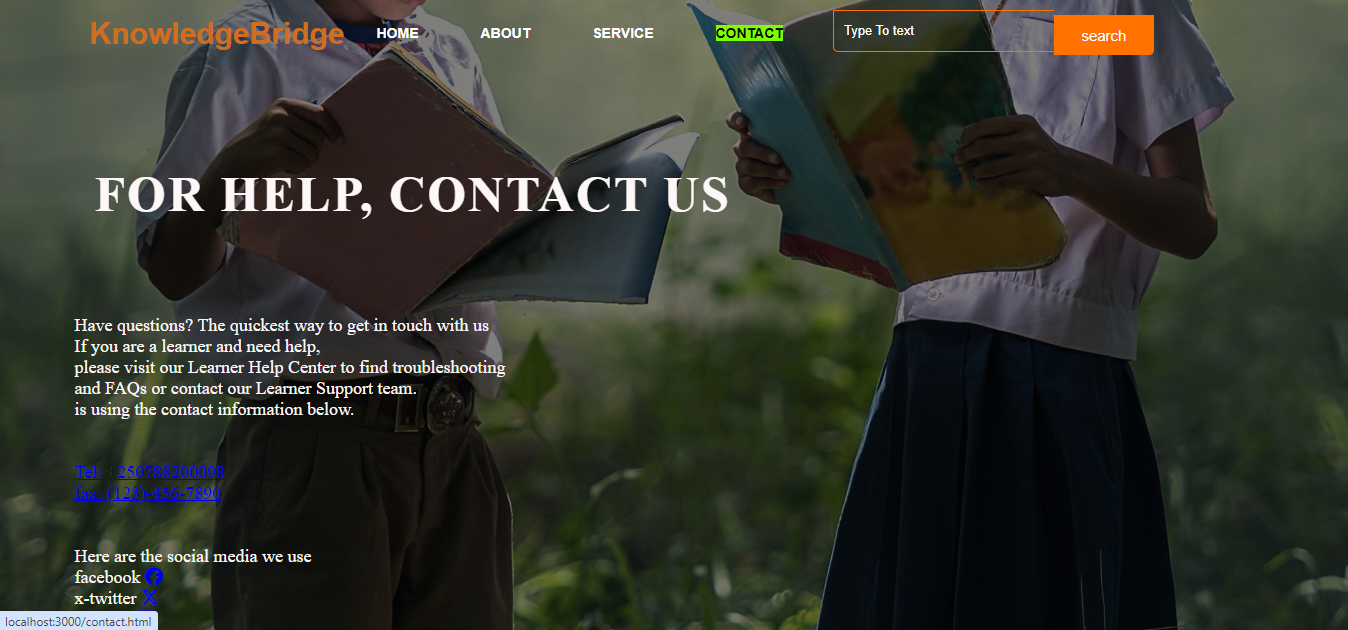 KnowledgeBridge HOME ABOUT SERVICE CONTACT Type To text search
FOR HELP, CONTACT US
Have questions? The quickest way to get in touch with us
If you are a learner and need help,
please visit our Learner Help Center to find troubleshooting
and FAQs or contact our Learner Support team.
is using the contact information below.
Tel: +250788200098
fax: (123)-456-7890
Here are the social media we use
facebook
x-twitter
localhost:3000/contact.html